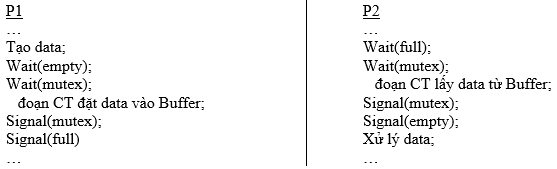 P1
…
Tạo data;
Wait(empty);
Wait(mutex);
đoạn CT đặt data vào Buffer;
Signal(mutex);
Signal(full)
…
P2
…
Wait(full);
Wait(mutex);
đoạn CT lấy data từ Buffer;
Signal(mutex);
Signal(empty);
Xử lý data;
…